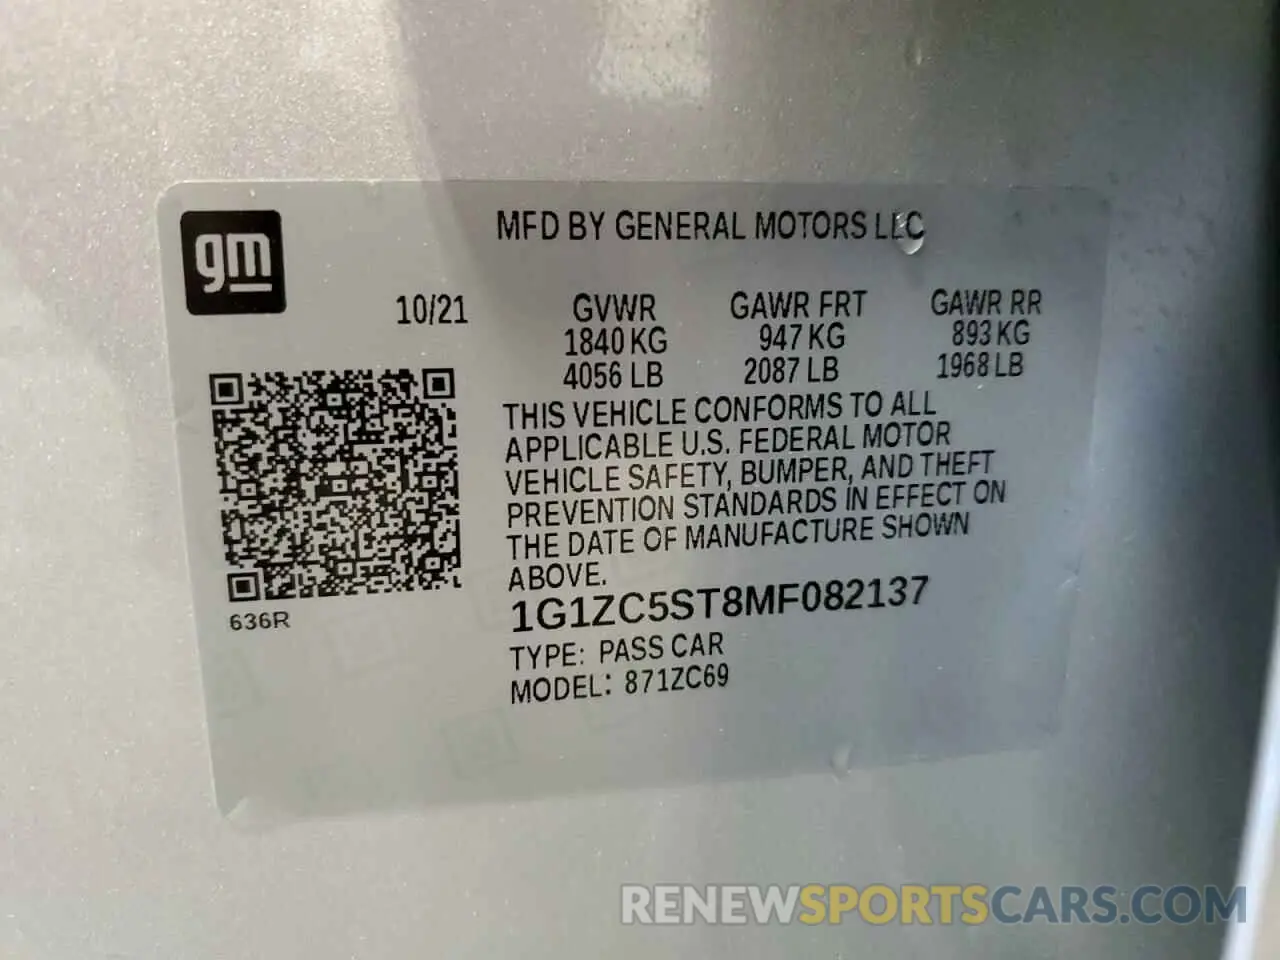 gm
MFD BY GENERAL MOTORS LLC
10/21
GVWR GAWR FRT GAWR RR
1840 KG 947 KG 893 KG
4056 LB 2087 LB 1968 LB
THIS VEHICLE CONFORMS TO ALL
APPLICABLE U.S. FEDERAL MOTOR
VEHICLE SAFETY, BUMPER, AND THEFT
PREVENTION STANDARDS IN EFFECT ON
THE DATE OF MANUFACTURE SHOWN
ABOVE.
1G1ZC5ST8MF082137
636R
TYPE: PASS CAR
MODEL: 871ZC69
RENEWSPORTSCARS.COM